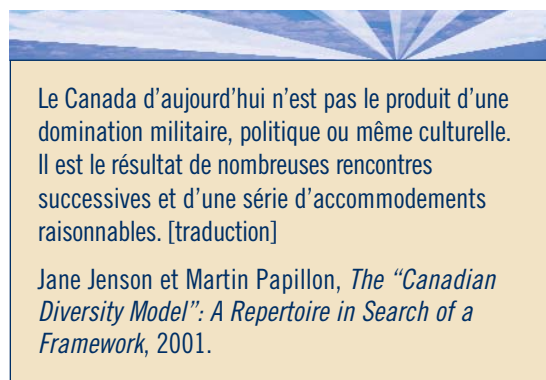 Le Canada d'aujourd'hui n'est pas le produit d'une
domination militaire, politique ou même culturelle.
Il est le résultat de nombreuses rencontres
successives et d'une série d'accommodements
raisonnables. [traduction]
Jane Jenson et Martin Papillon, The “Canadian
Diversity Model”: A Repertoire in Search of a
Framework, 2001.